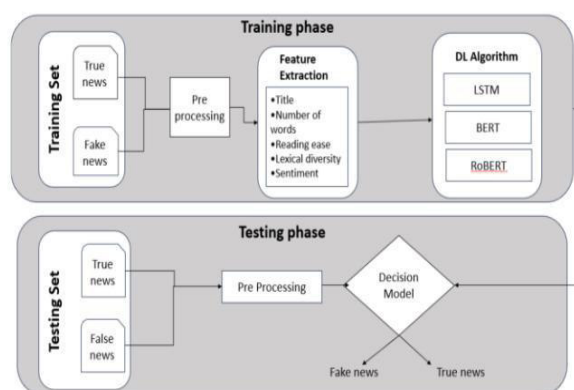 Training phase
Training Set
True
news
Fake
news
Pre
processing
Feature
Extraction
•Title
•Number of
words
•Reading ease
•Lexical diversity
•Sentiment
DL Algorithm
LSTM
BERT
RoBERT
Testing phase
Testing Set
True
news
False
news
Pre Processing
Decision
Model
Fake news
True news